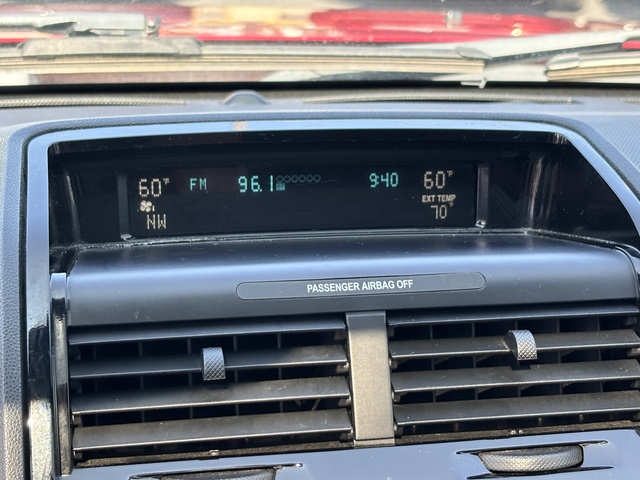 60°F FM 96.1 9:40 60°F
NW EXT TEMP
70°
PASSENGER AIRBAG OFF